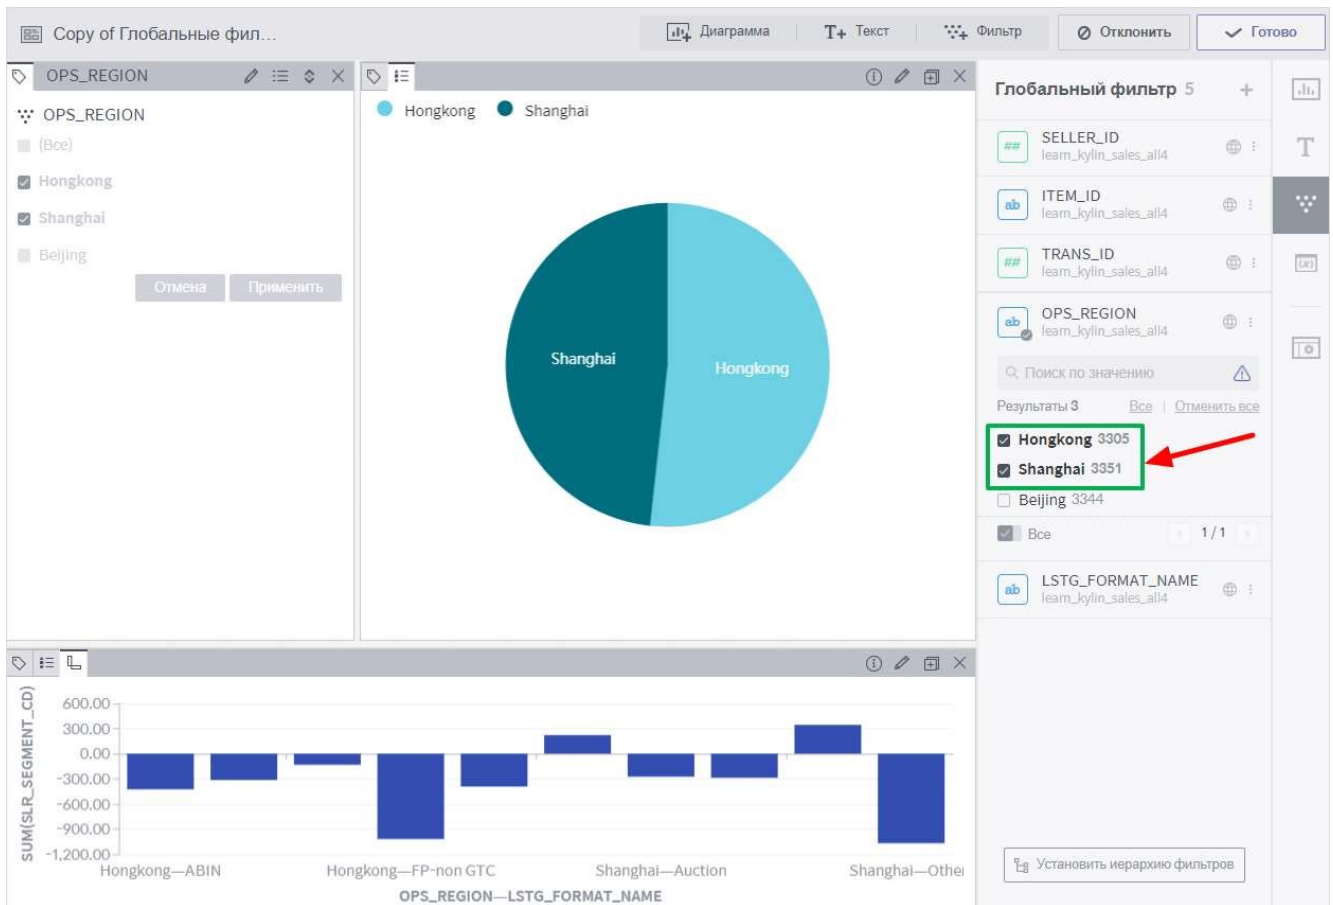 Copy of Глобальные фил...
Диаграмма
T+ Текст
Фильтр
Отклонить
Готово
OPS_REGION
OPS_REGION
(Все)
Hongkong
Shanghai
Beijing
Отмена
Применить
Hongkong
Shanghai
Shanghai
Hongkong
Глобальный фильтр 5
+
## SELLER_ID
learn_kylin_sales_all4
ab ITEM_ID
learn_kylin_sales_all4
## TRANS_ID
learn_kylin_sales_all4
ab OPS_REGION
learn_kylin_sales_all4
Поиск по значению
Результаты 3 Все | Отменить все
Hongkong 3305
Shanghai 3351
Beijing 3344
Все 1/1
ab LSTG_FORMAT_NAME
learn_kylin_sales_all4
Установить иерархию фильтров
T
(x)
SUM(SLR_SEGMENT_CD)
600.00
300.00
0.00
-300.00
-600.00
-900.00
-1,200.00
Hongkong—ABIN
Hongkong—FP-non GTC
Shanghai—Auction
Shanghai—Other
OPS_REGION—LSTG_FORMAT_NAME